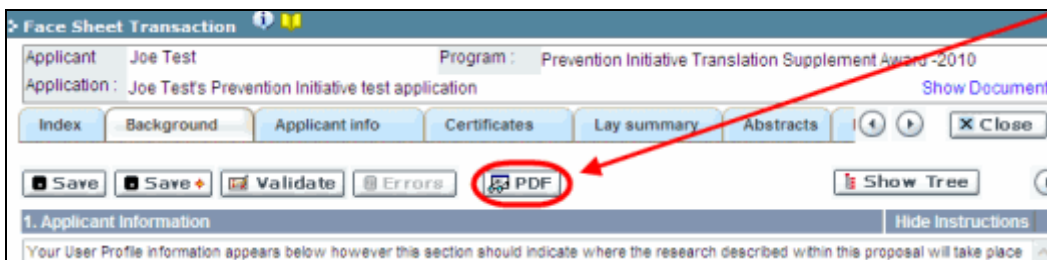 Face Sheet Transaction
Applicant Joe Test Program : Prevention Initiative Translation Supplement Award -2010
Application : Joe Test's Prevention Initiative test application Show Document
Index Background Applicant info Certificates Lay summary Abstracts Close
Save Save Validate Errors PDF Show Tree
1. Applicant Information Hide Instructions
Your User Profile information appears below however this section should indicate where the research described within this proposal will take place